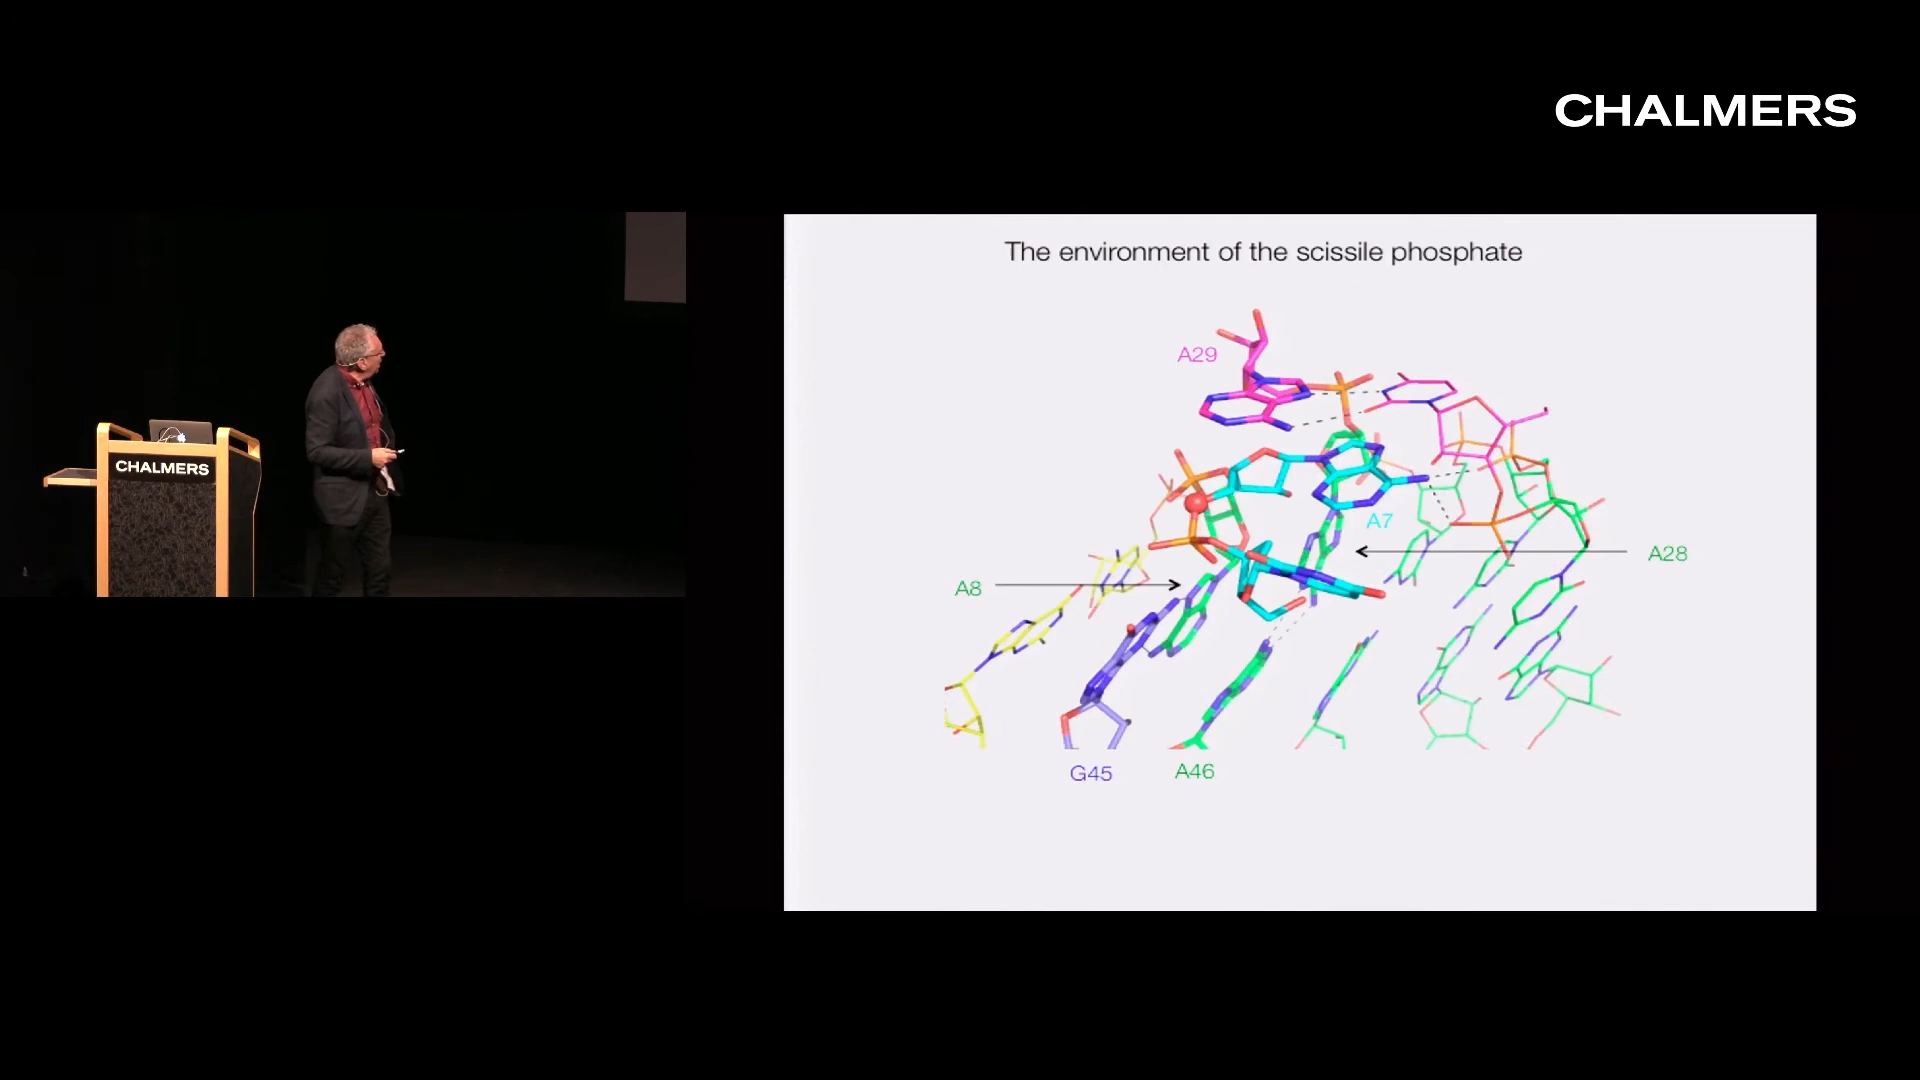 CHALMERS
CHALMERS
The environment of the scissile phosphate
A29
A7
A28
A8
G45
A46